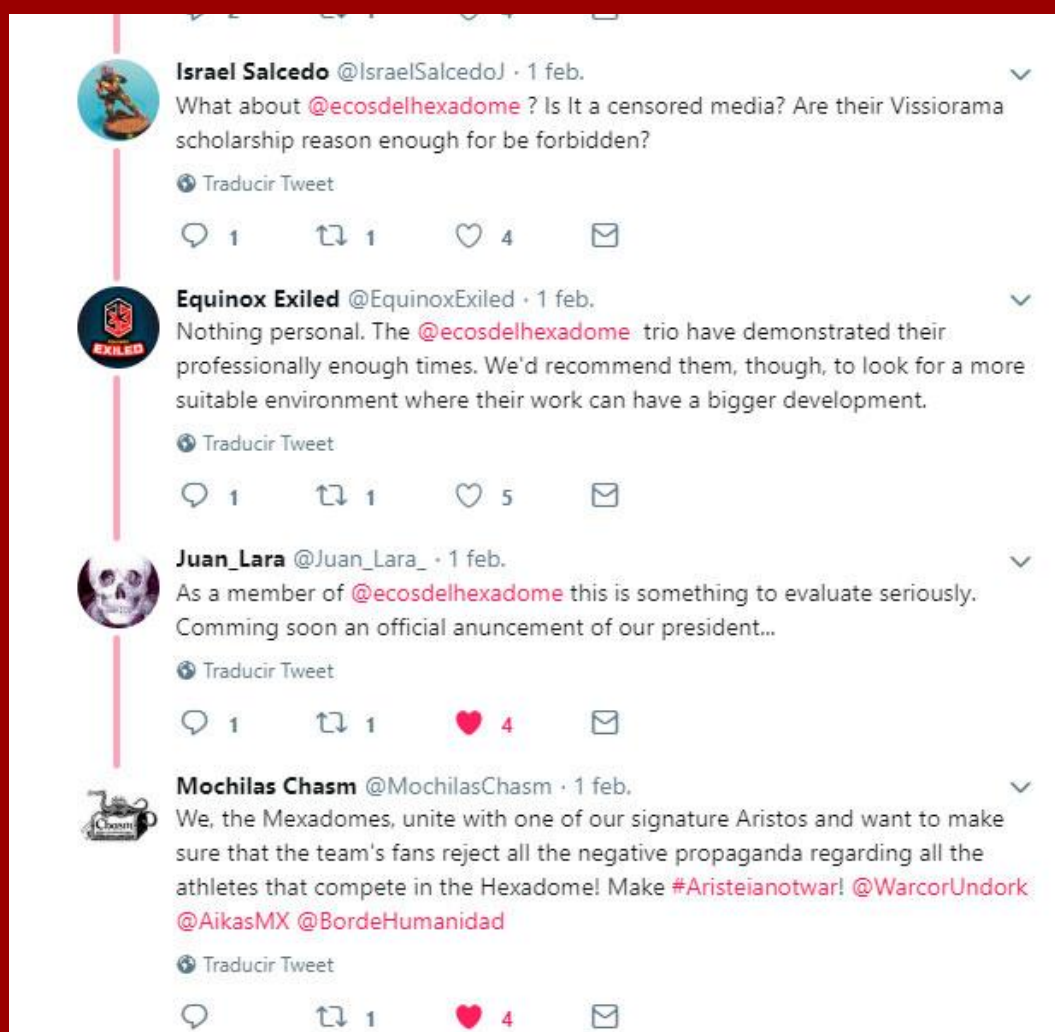 Israel Salcedo @IsraelSalcedoJ · 1 feb.
What about @ecosdelhexadome ? Is It a censored media? Are their Vissiorama
scholarship reason enough for be forbidden?
Traducir Tweet
1 1 4
Equinox Exiled @EquinoxExiled · 1 feb.
EXILED
Nothing personal. The @ecosdelhexadome trio have demonstrated their
professionally enough times. We'd recommend them, though, to look for a more
suitable environment where their work can have a bigger development.
Traducir Tweet
1 1 5
Juan_Lara @Juan_Lara_ · 1 feb.
As a member of @ecosdelhexadome this is something to evaluate seriously.
Comming soon an official anuncement of our president...
Traducir Tweet
1 1 4
Mochilas Chasm @MochilasChasm · 1 feb.
Chasm
We, the Mexadomes, unite with one of our signature Aristos and want to make
sure that the team's fans reject all the negative propaganda regarding all the
athletes that compete in the Hexadome! Make #Aristeianotwar! @WarcorUndork
@AikasMX @BordeHumanidad
Traducir Tweet
1 4